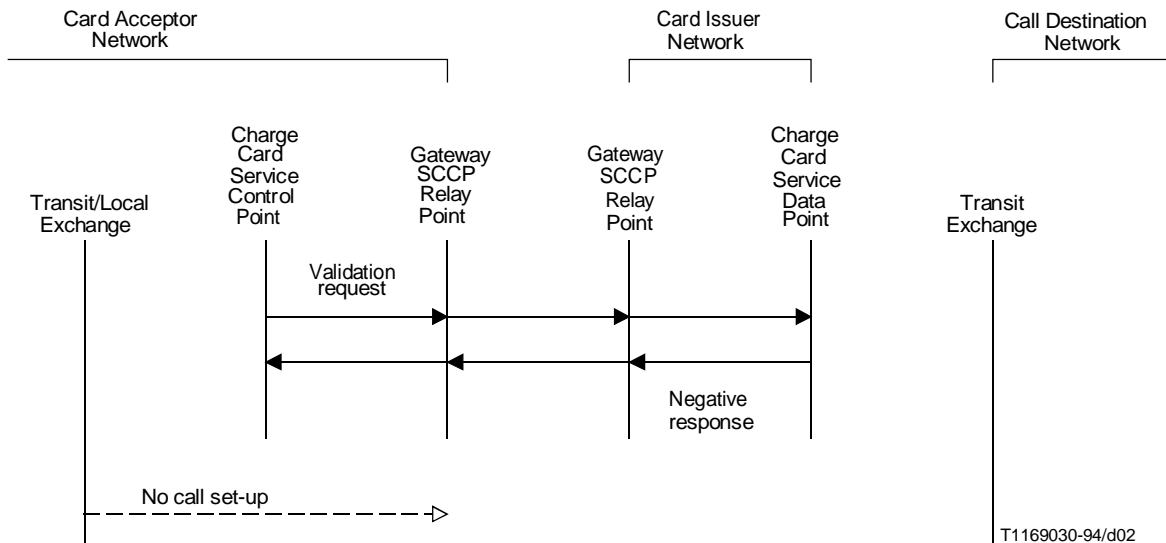 Card Acceptor
Network
Card Issuer
Network
Call Destination
Network
Transit/Local
Exchange
Charge
Card
Service
Control
Point
Gateway
SCCP
Relay
Point
Gateway
SCCP
Relay
Point
Charge
Card
Service
Data
Point
Transit
Exchange
Validation
request
Negative
response
No call set-up
T1169030-94/d02